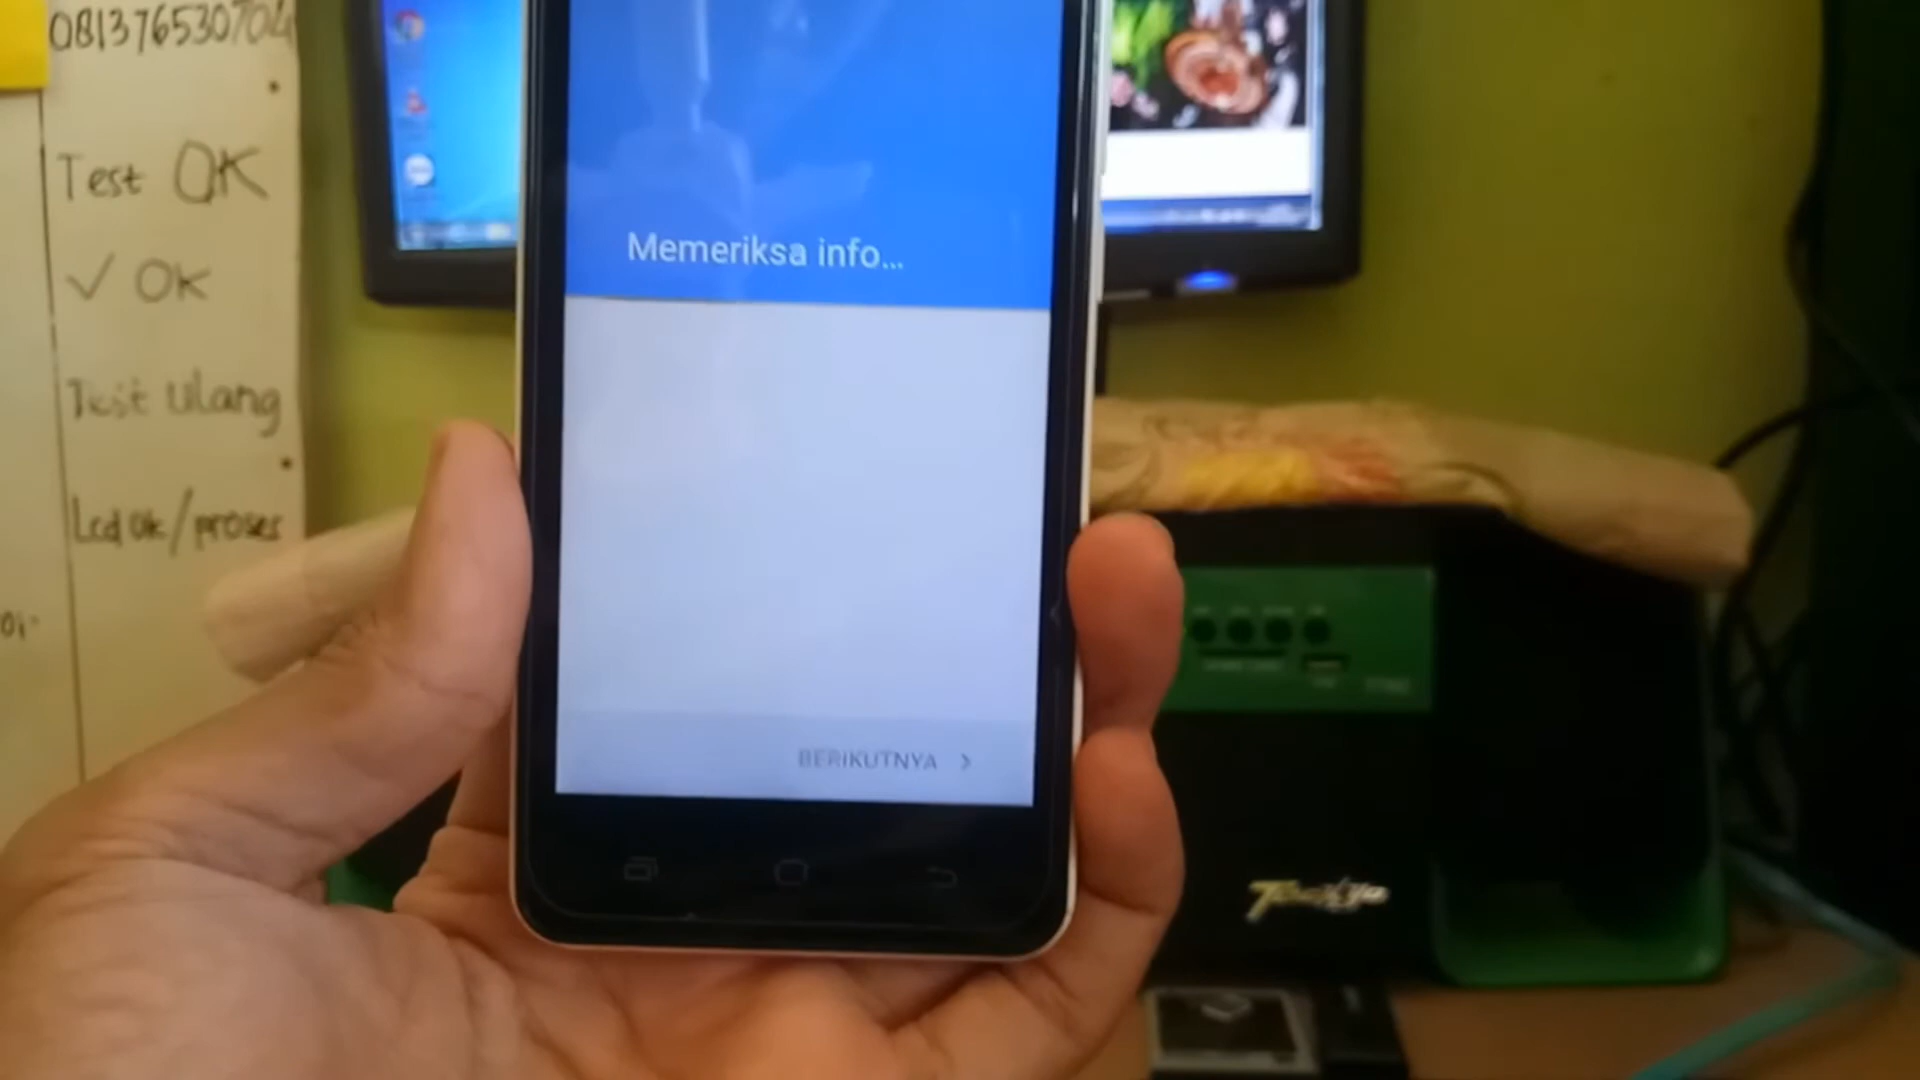 081376530704
Test OK
✓ OK
Test Ulang
Lcd ok/proses
Memeriksa info...
BERIKUTNYA >